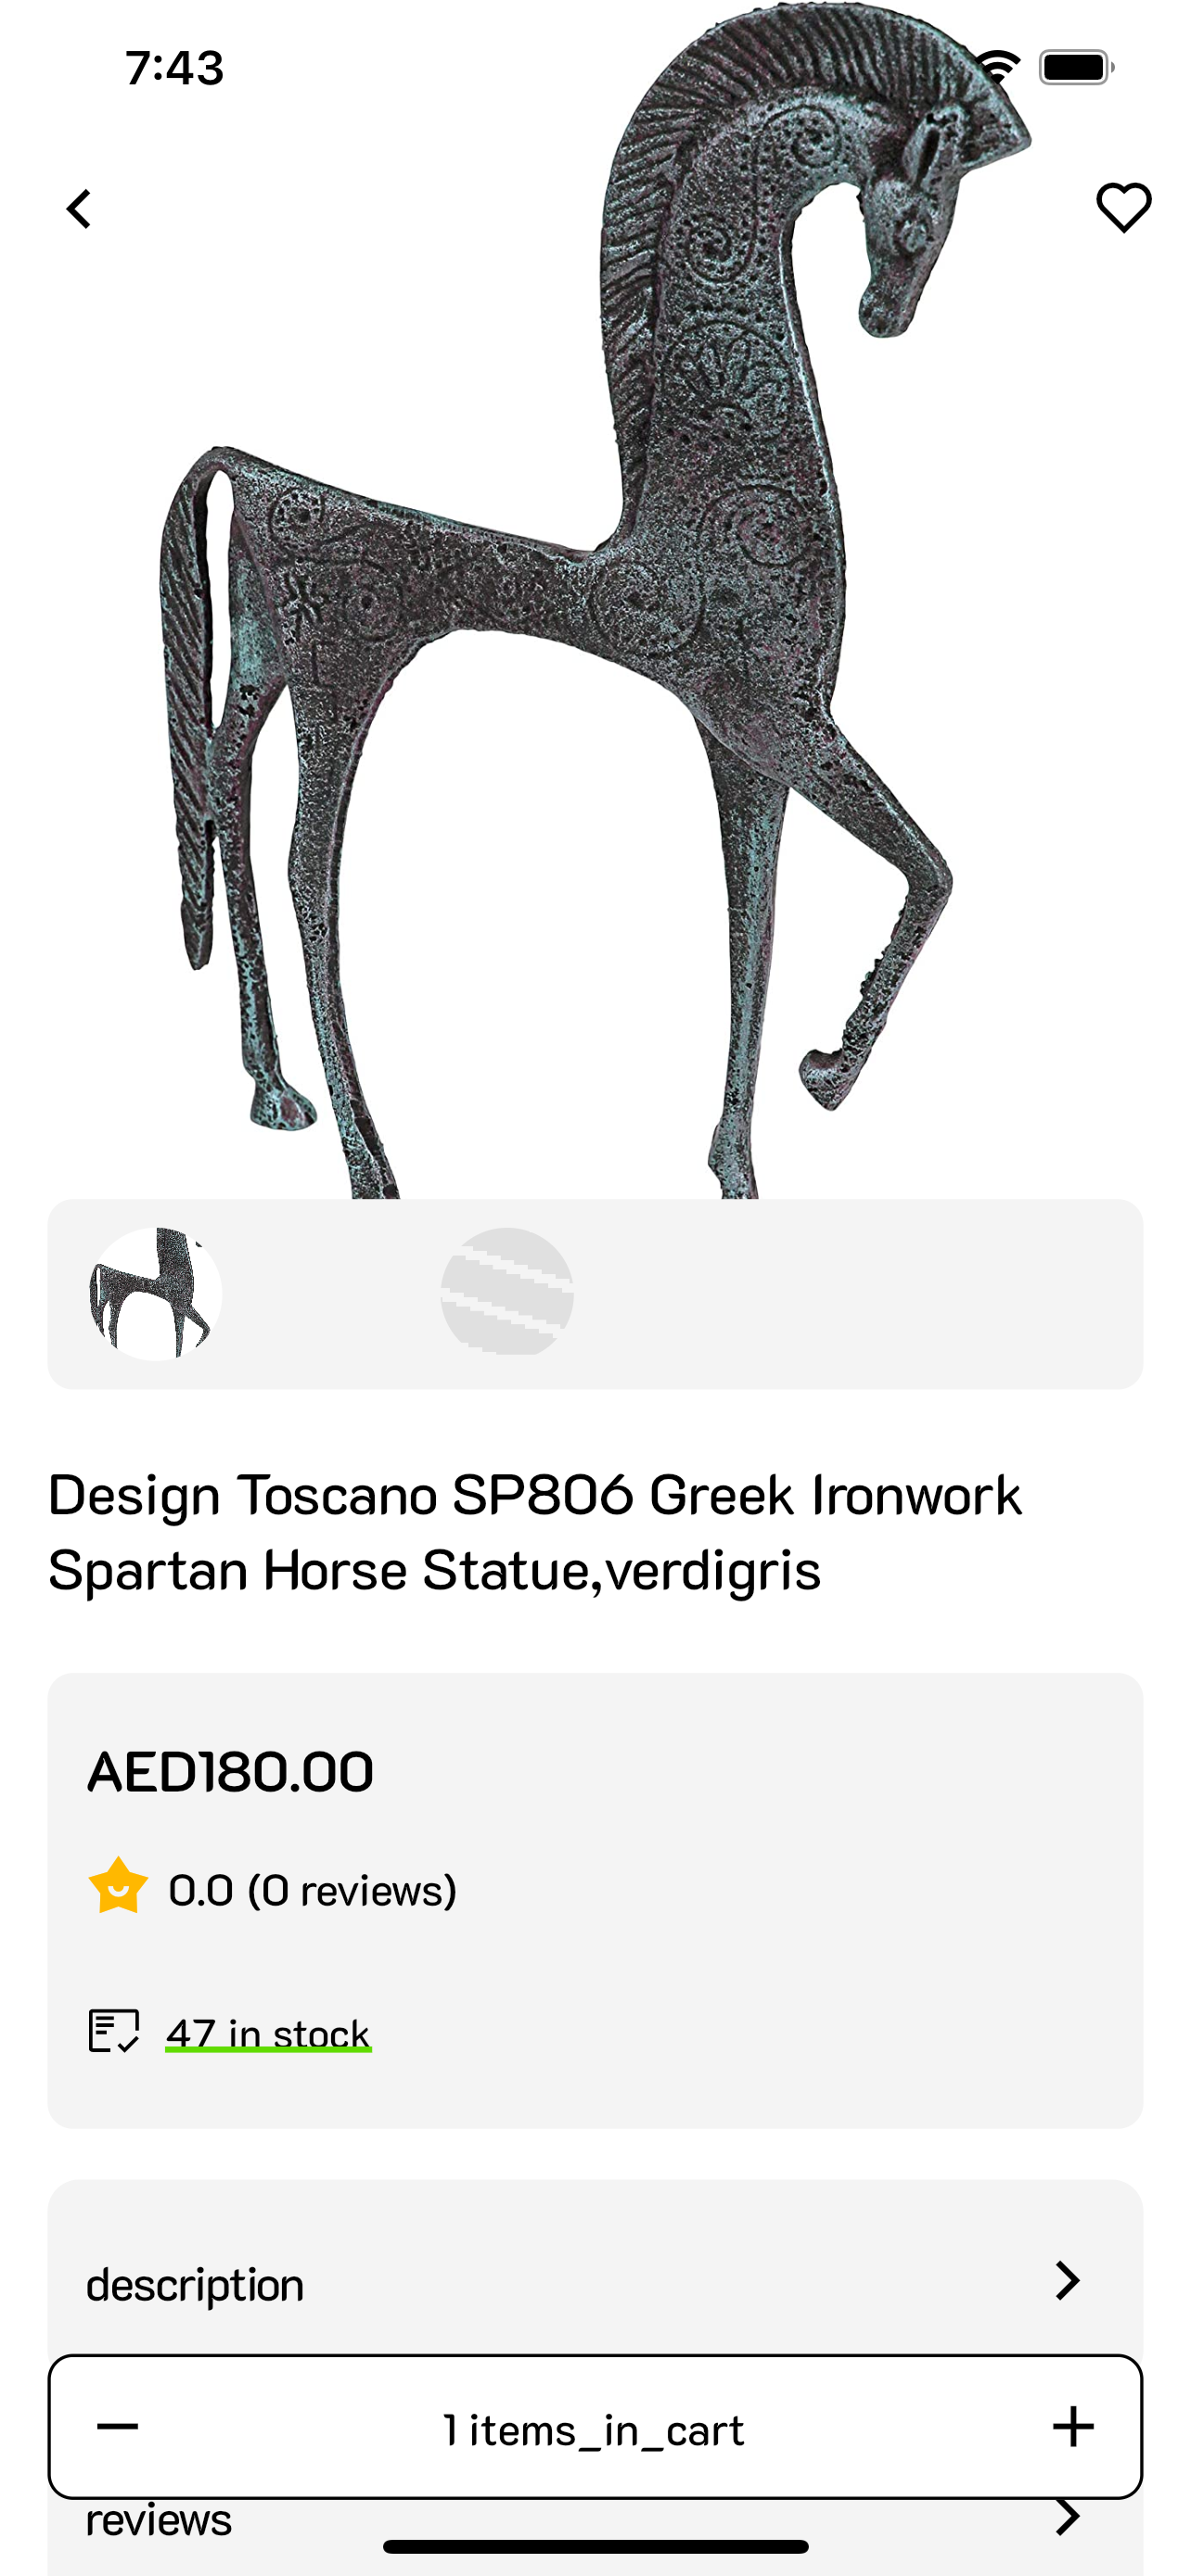 7:43
Design Toscano SP806 Greek Ironwork
Spartan Horse Statue,verdigris
AED180.00
0.0 (0 reviews)
47 in stock
description
1 items_in_cart
reviews